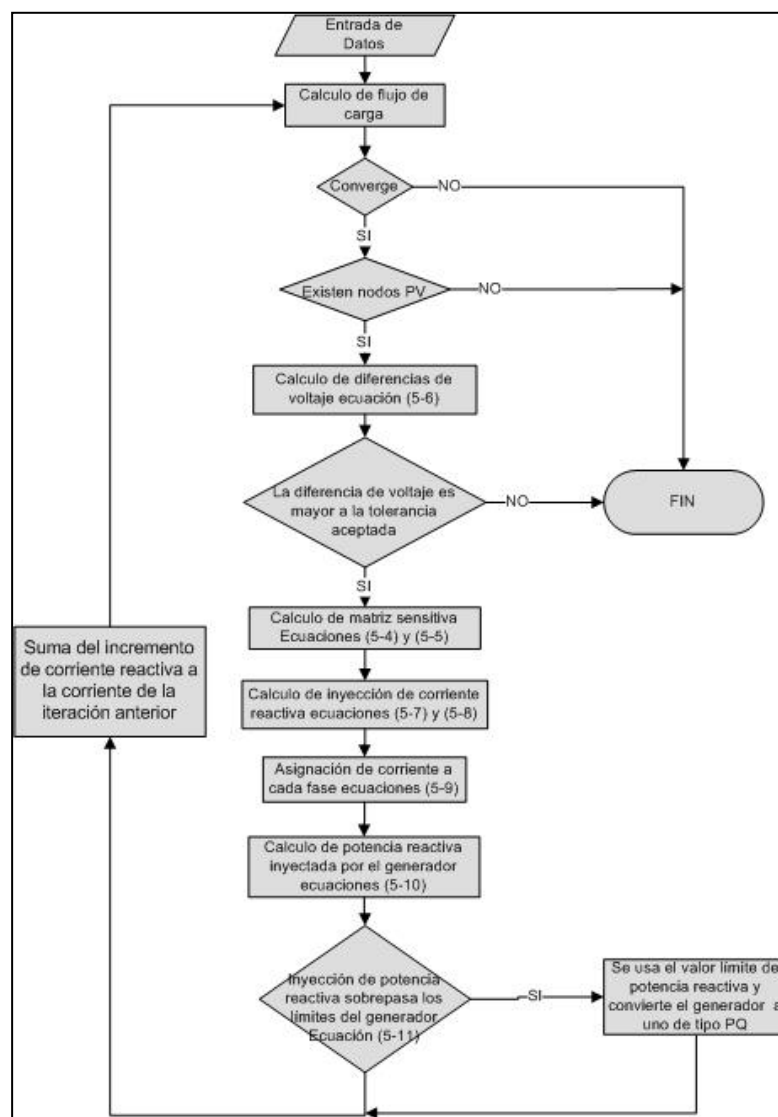 Entrada de
Datos
Calculo de flujo de
carga
Converge
NO
SI
Existen nodos PV
NO
SI
Calculo de diferencias de
voltaje ecuación (5-6)
La diferencia de voltaje es
mayor a la tolerancia
aceptada
NO
FIN
SI
Calculo de matriz sensitiva
Ecuaciones (5-4) y (5-5)
Suma del incremento
de corriente reactiva a
la corriente de la
iteración anterior
Calculo de inyección de corriente
reactiva ecuaciones (5-7) y (5-8)
Asignación de corriente a
cada fase ecuaciones (5-9)
Calculo de potencia reactiva
inyectada por el generador
ecuaciones (5-10)
Inyección de potencia
reactiva sobrepasa los
límites del generador
Ecuación (5-11)
SI
Se usa el valor límite de
potencia reactiva y
convierte el generador a
uno de tipo PQ